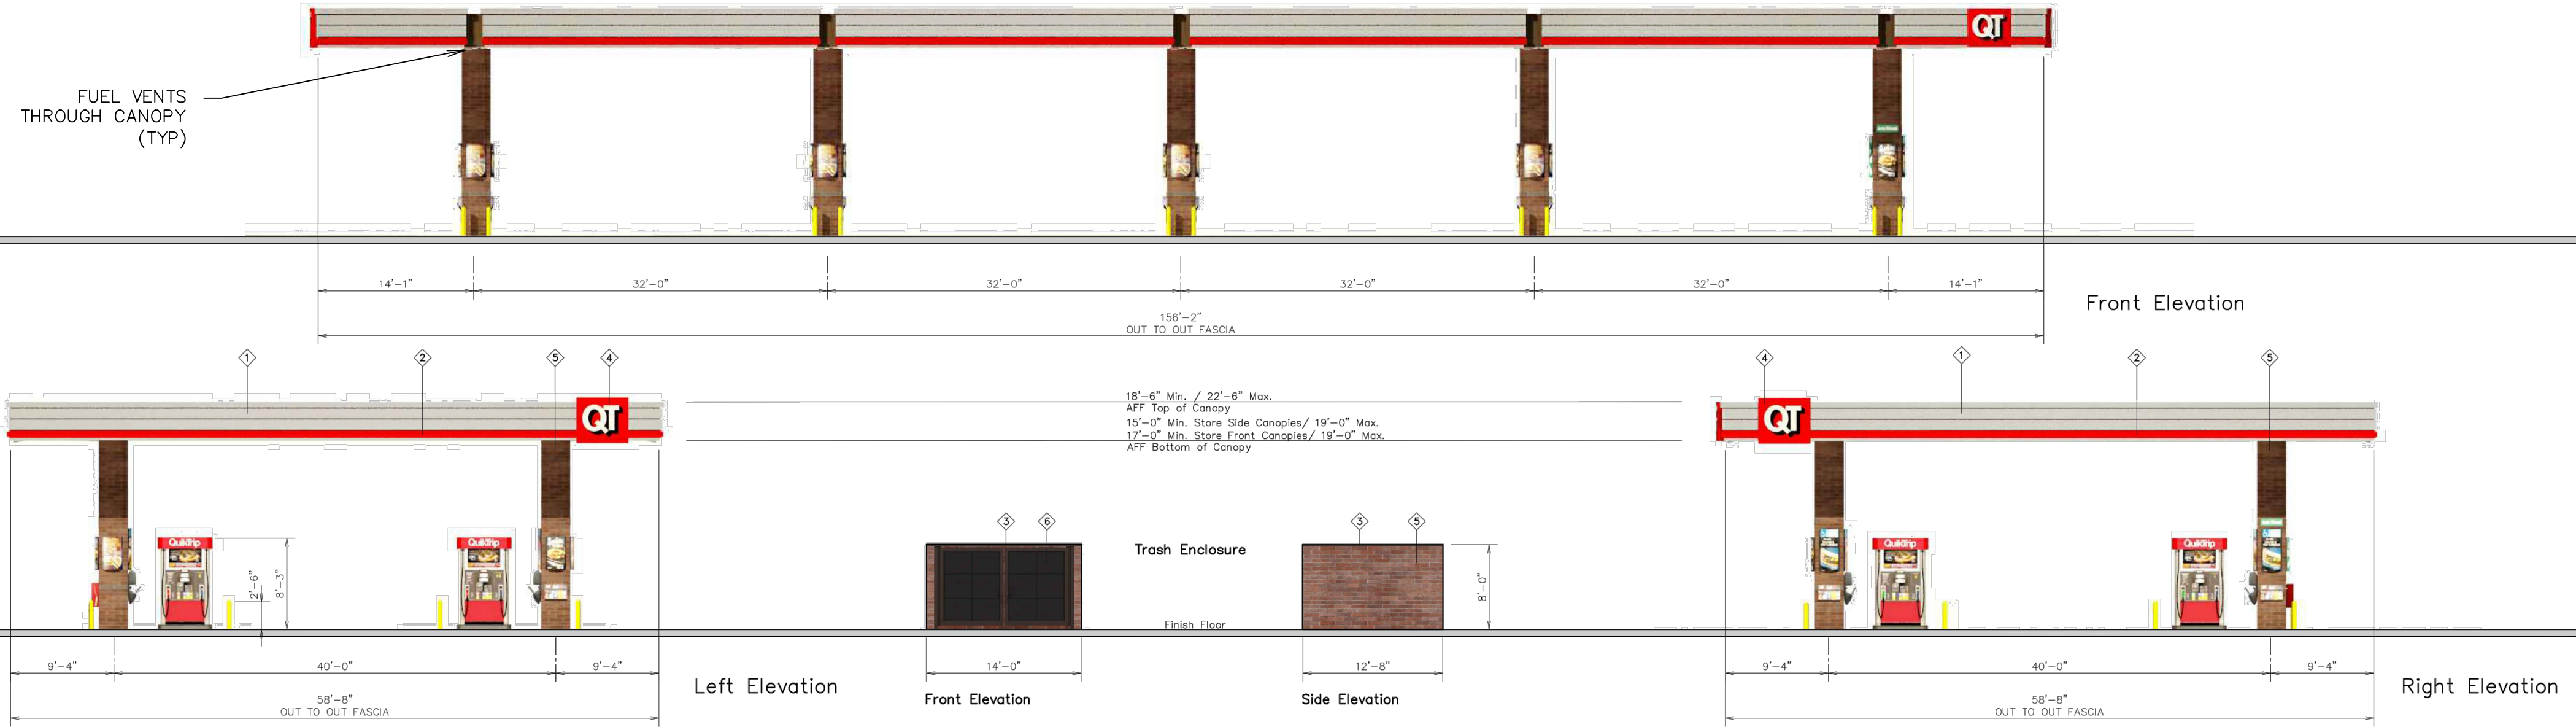 QT
FUEL VENTS
THROUGH CANOPY
(TYP)
14'-1"
32'-0"
32'-0"
32'-0"
32'-0"
14'-1"
Front Elevation
156'-2"
OUT TO OUT FASCIA
1
2
5
4
QT
QuikTrip
QuikTrip
2'-6"
8'-3"
9'-4"
40'-0"
9'-4"
58'-8"
OUT TO OUT FASCIA
Left Elevation
18'-6" Min. / 22'-6" Max.
AFF Top of Canopy
15'-0" Min. Store Side Canopies/ 19'-0" Max.
17'-0" Min. Store Front Canopies/ 19'-0" Max.
AFF Bottom of Canopy
3
6
Trash Enclosure
3
5
8'-0"
Finish Floor
14'-0"
12'-8"
Front Elevation
Side Elevation
4
1
2
5
QT
QuikTrip
QuikTrip
9'-4"
40'-0"
9'-4"
58'-8"
OUT TO OUT FASCIA
Right Elevation